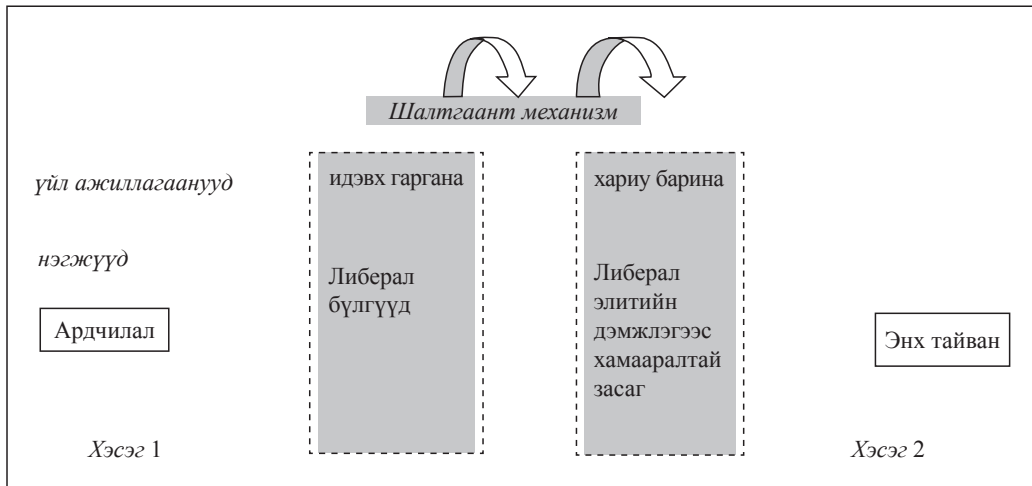 Шалтгаант механизм
үйл ажиллагаанууд
идэвх гаргана
хариу барина
нэгжүүд
Либерал
бүлгүүд
Либерал
элитийн
дэмжлэгээс
хамааралтай
засаг
Ардчилал
Энх тайван
Хэсэг 1
Хэсэг 2